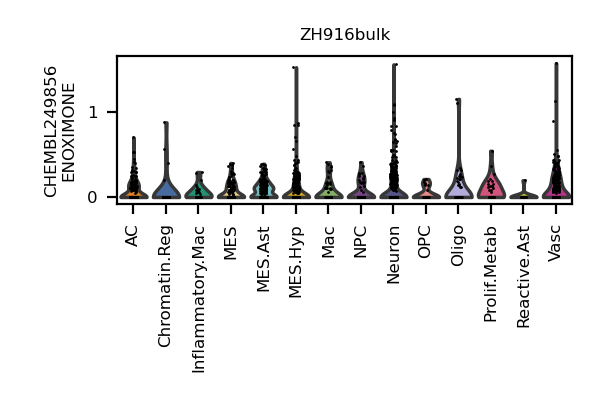 ZH916bulk
CHEMBL249856
ENOXIMONE
1
0
AC
Chromatin.Reg
Inflammatory.Mac
MES
MES.Ast
MES.Hyp
Mac
NPC
Neuron
OPC
Oligo
Prolif.Metab
Reactive.Ast
Vasc